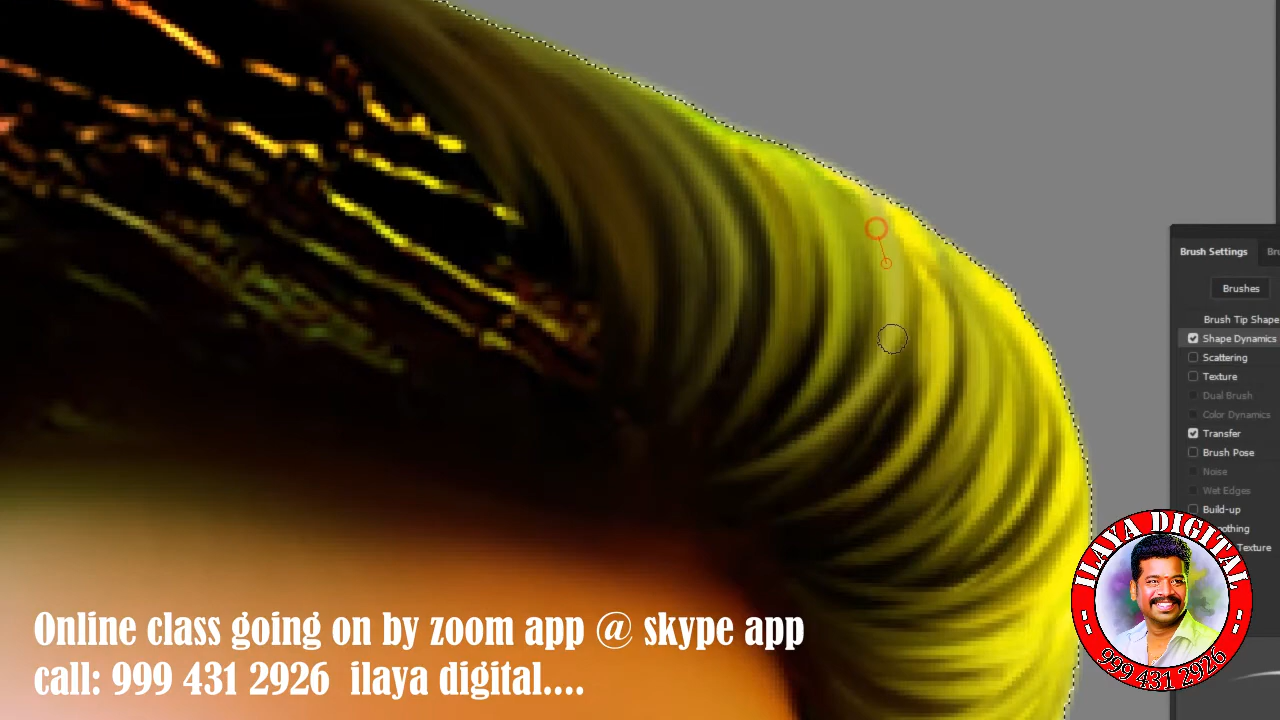 Brush Settings
Bru
Brushes
Brush Tip Shape
Shape Dynamics
Scattering
Texture
Dual Brush
Color Dynamics
Transfer
Brush Pose
Noise
Wet Edges
Build-up
oothing
Texture
ILAYA DIGITAL
999 431 2926
Online class going on by zoom app @ skype app
call: 999 431 2926 ilaya digital....